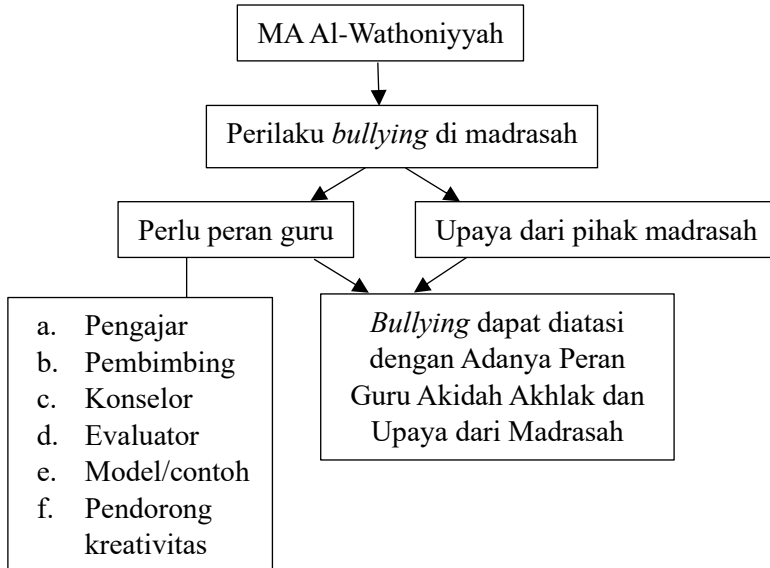 MA Al-Wathoniyyah
Perilaku bullying di madrasah
Perlu peran guru
Upaya dari pihak madrasah
a. Pengajar
b. Pembimbing
c. Konselor
d. Evaluator
e. Model/contoh
f. Pendorong
kreativitas
Bullying dapat diatasi
dengan Adanya Peran
Guru Akidah Akhlak dan
Upaya dari Madrasah